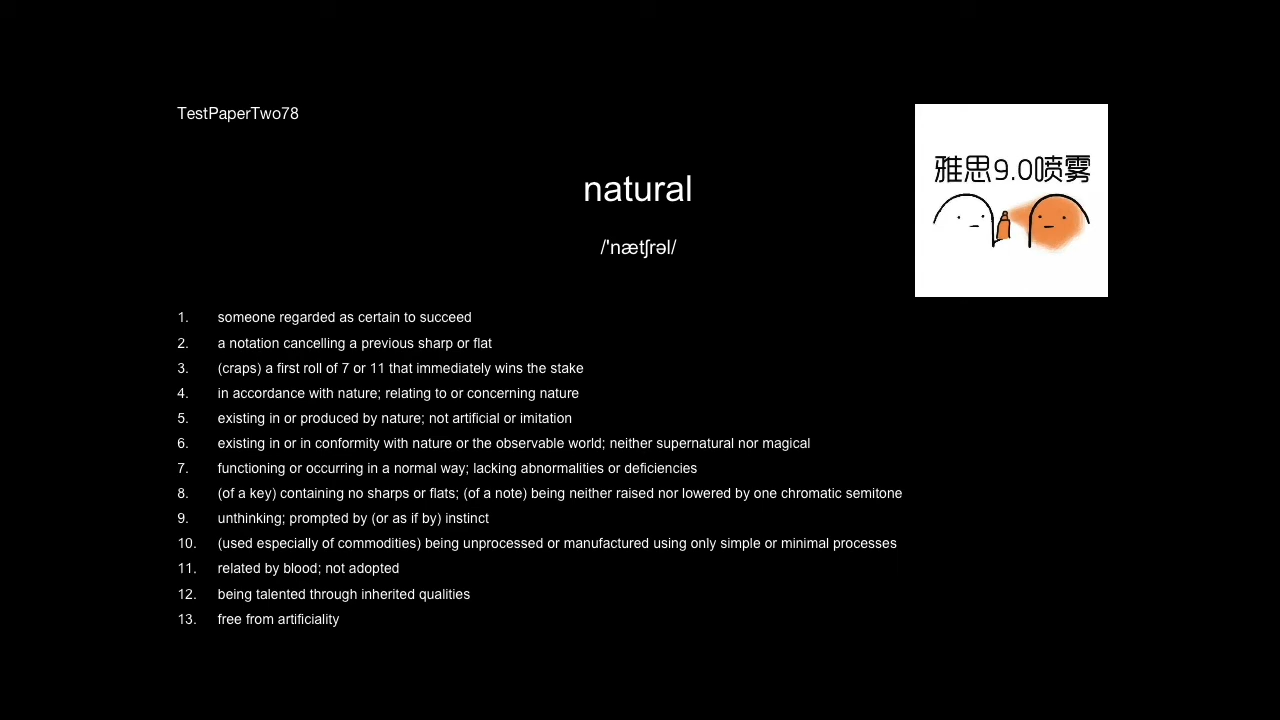 TestPaperTwo78
雅思9.0喷雾
natural
/'nætʃrəl/
1. someone regarded as certain to succeed
2. a notation cancelling a previous sharp or flat
3. (craps) a first roll of 7 or 11 that immediately wins the stake
4. in accordance with nature; relating to or concerning nature
5. existing in or produced by nature; not artificial or imitation
6. existing in or in conformity with nature or the observable world; neither supernatural nor magical
7. functioning or occurring in a normal way; lacking abnormalities or deficiencies
8. (of a key) containing no sharps or flats; (of a note) being neither raised nor lowered by one chromatic semitone
9. unthinking; prompted by (or as if by) instinct
10. (used especially of commodities) being unprocessed or manufactured using only simple or minimal processes
11. related by blood; not adopted
12. being talented through inherited qualities
13. free from artificiality